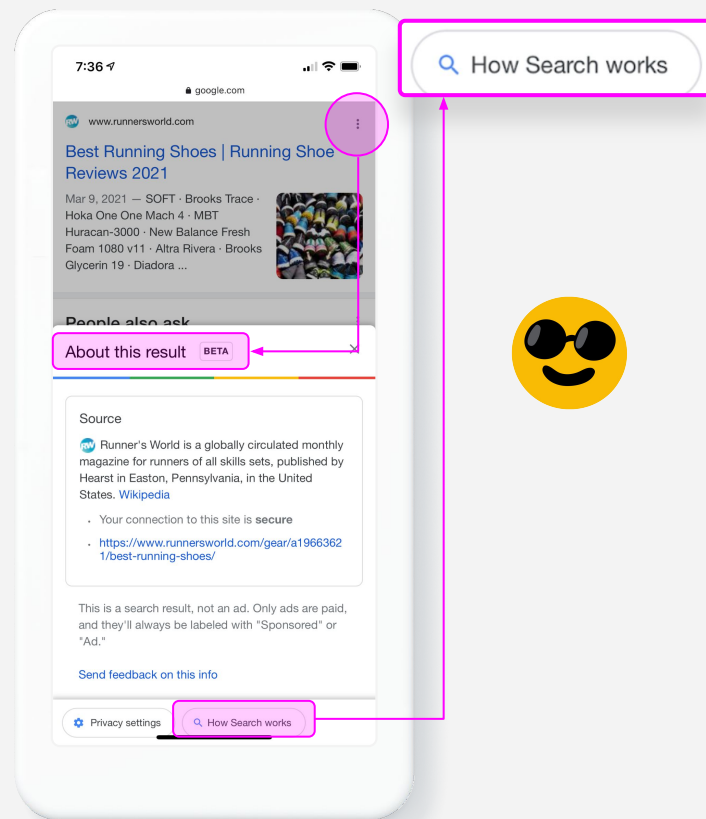 How Search works
7:36
google.com
RW www.runnersworld.com
Best Running Shoes | Running Shoe
Reviews 2021
Mar 9, 2021 — SOFT · Brooks Trace ·
Hoka One One Mach 4 · MBT
Huracan-3000 · New Balance Fresh
Foam 1080 v11 · Altra Rivera · Brooks
Glycerin 19 · Diadora ...
People also ask
About this result BETA
Source
RW Runner's World is a globally circulated monthly
magazine for runners of all skills sets, published by
Hearst in Easton, Pennsylvania, in the United
States. Wikipedia
• Your connection to this site is secure
• https://www.runnersworld.com/gear/a1966362
1/best-running-shoes/
This is a search result, not an ad. Only ads are paid,
and they'll always be labeled with "Sponsored" or
"Ad."
Send feedback on this info
Privacy settings
How Search works